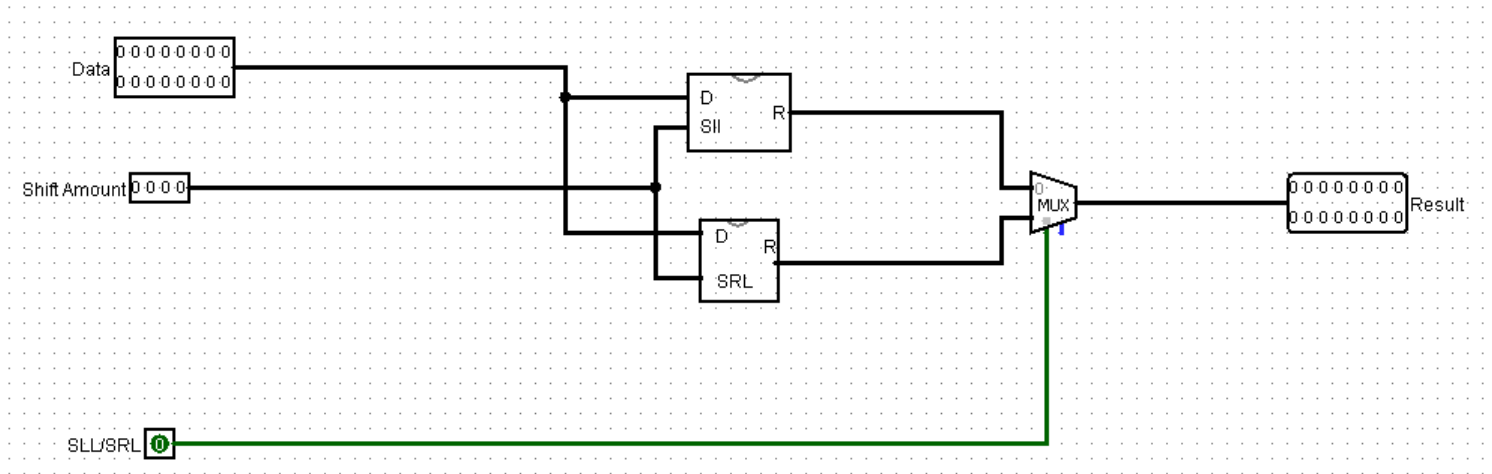 Data 0 0 0 0 0 0 0 0
0 0 0 0 0 0 0 0
D
SII
R
Shift Amount 0 0 0 0
0
MUX
0 0 0 0 0 0 0 0
0 0 0 0 0 0 0 0
Result
D
R
SRL
SLL/SRL 0